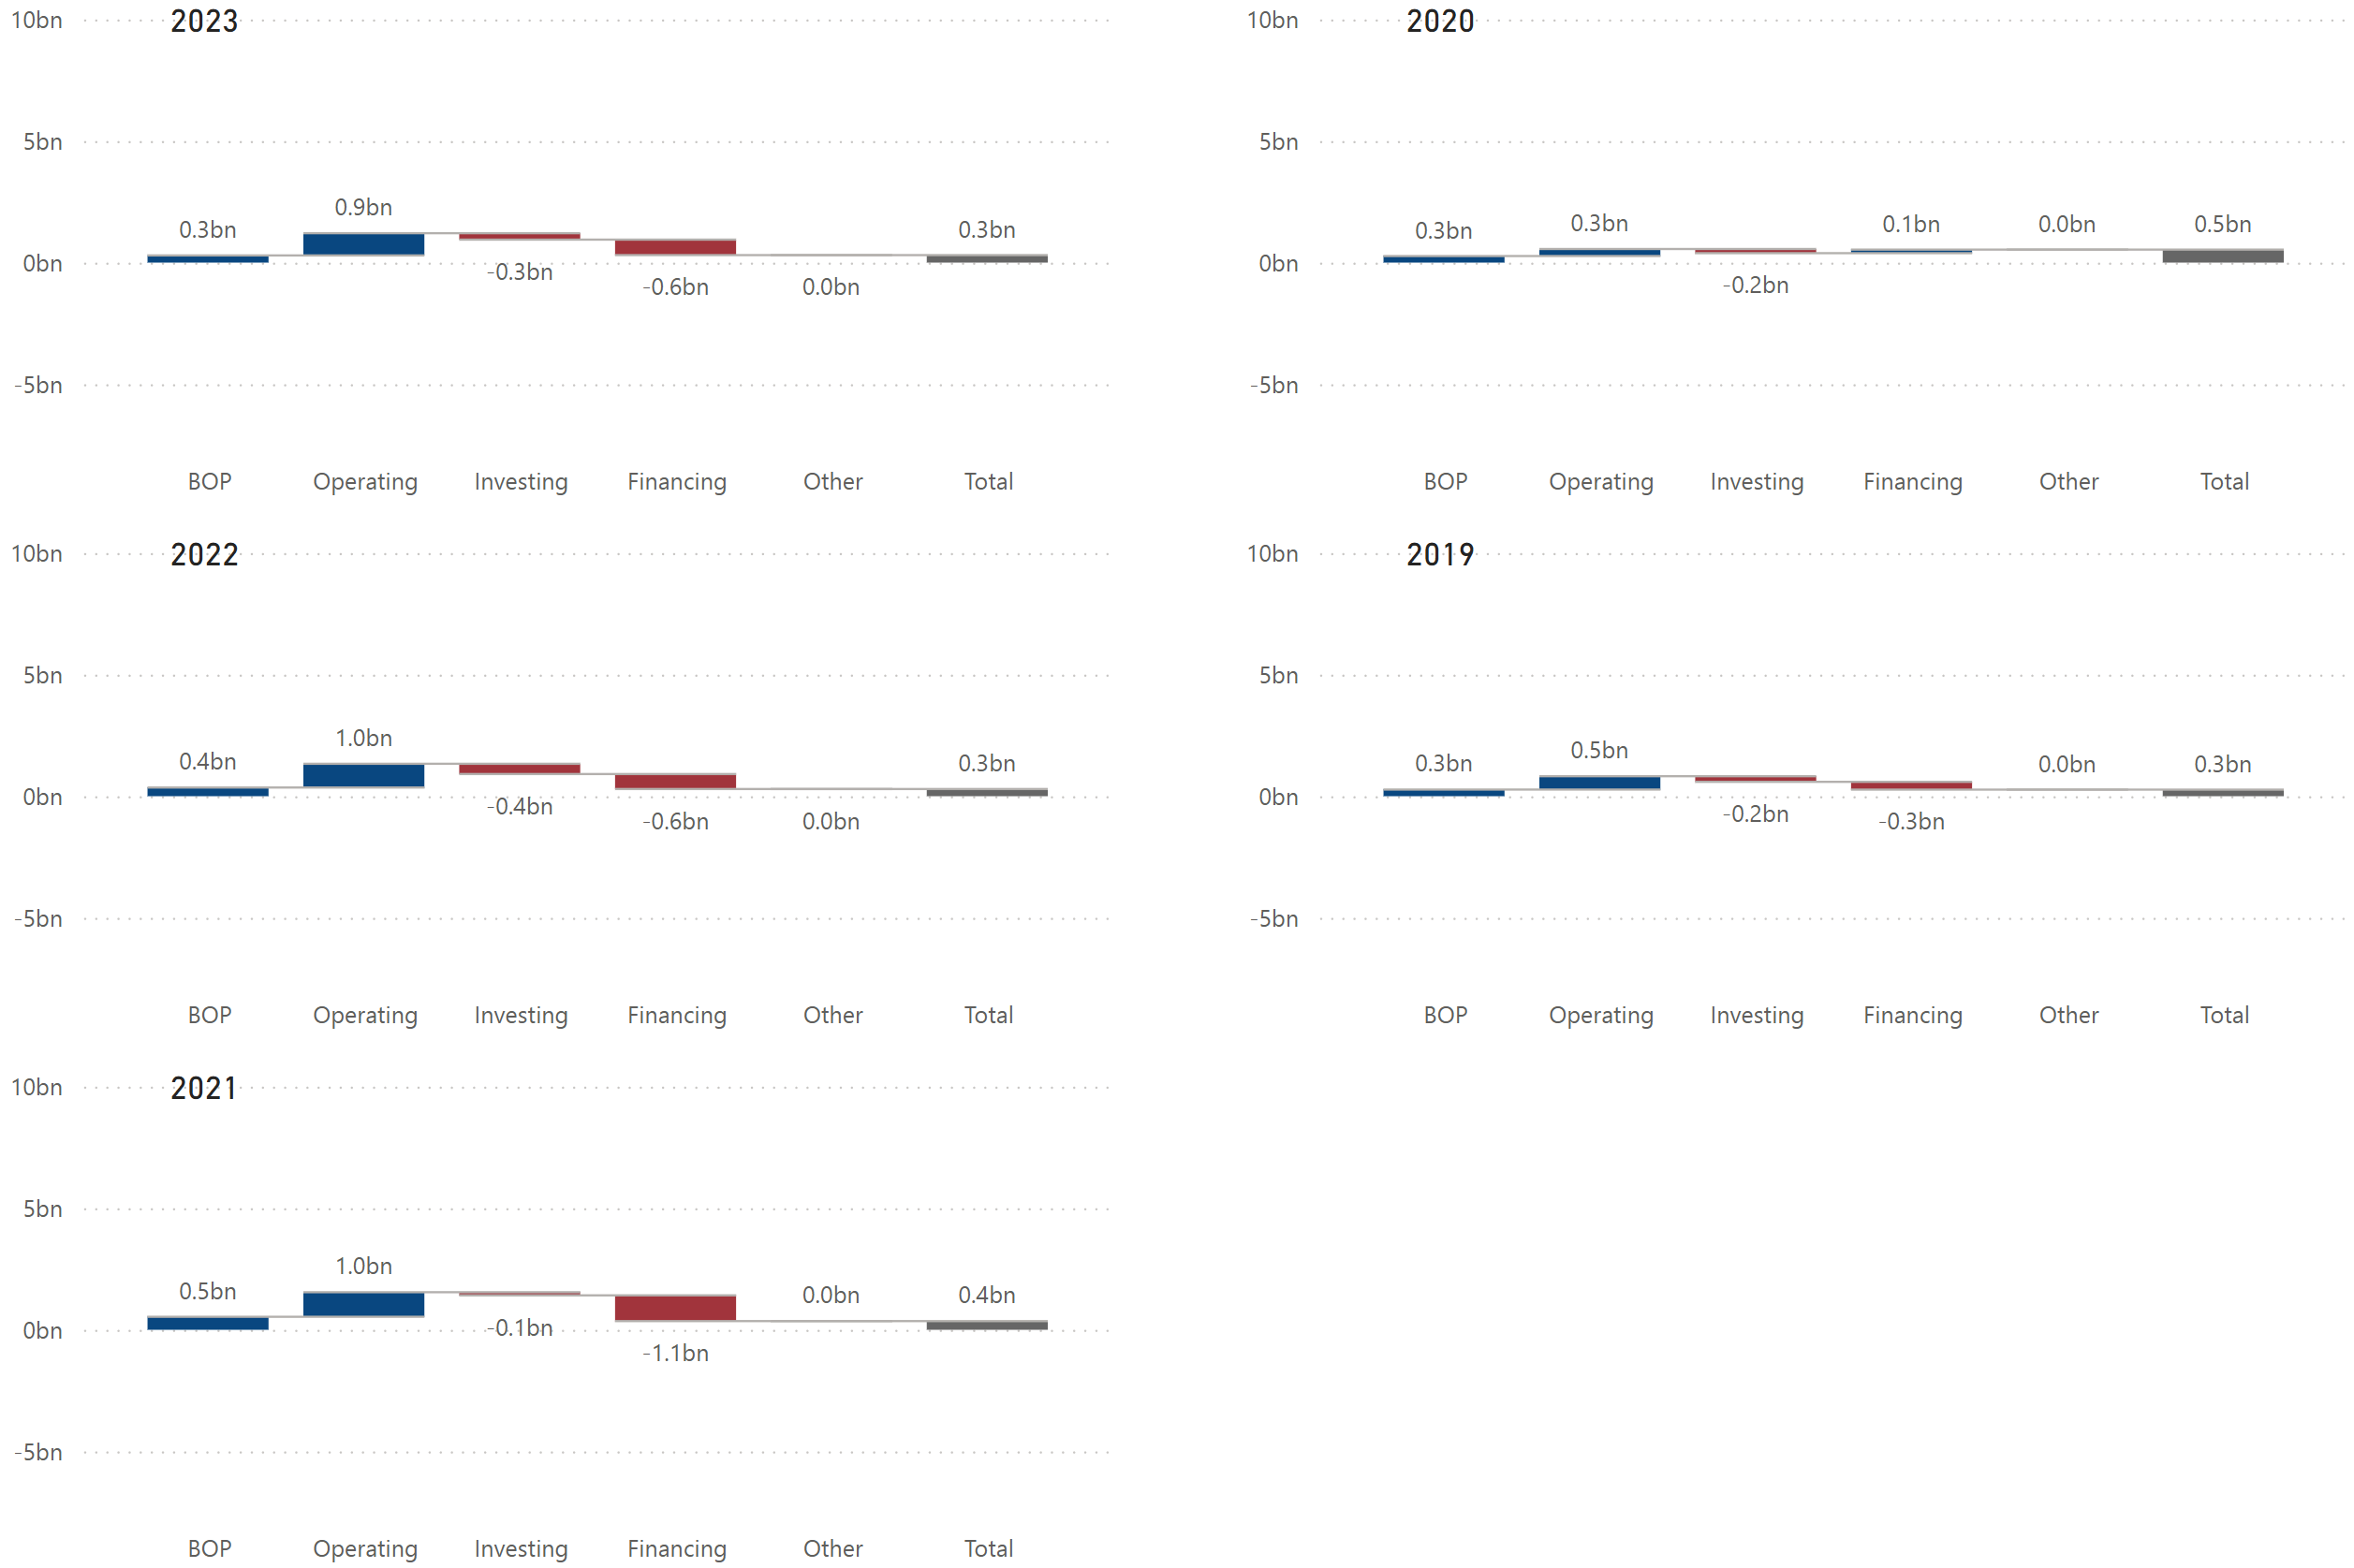 2023
10bn
5bn
0bn
-5bn
0.3bn
0.9bn
-0.3bn
-0.6bn
0.0bn
0.3bn
BOP Operating Investing Financing Other Total
2022
10bn
5bn
0bn
-5bn
0.4bn
1.0bn
-0.4bn
-0.6bn
0.0bn
0.3bn
BOP Operating Investing Financing Other Total
2021
10bn
5bn
0bn
-5bn
0.5bn
1.0bn
-0.1bn
-1.1bn
0.0bn
0.4bn
BOP Operating Investing Financing Other Total
2020
10bn
5bn
0bn
-5bn
0.3bn
0.3bn
-0.2bn
0.1bn
0.0bn
0.5bn
BOP Operating Investing Financing Other Total
2019
10bn
5bn
0bn
-5bn
0.3bn
0.5bn
-0.2bn
-0.3bn
0.0bn
0.3bn
BOP Operating Investing Financing Other Total